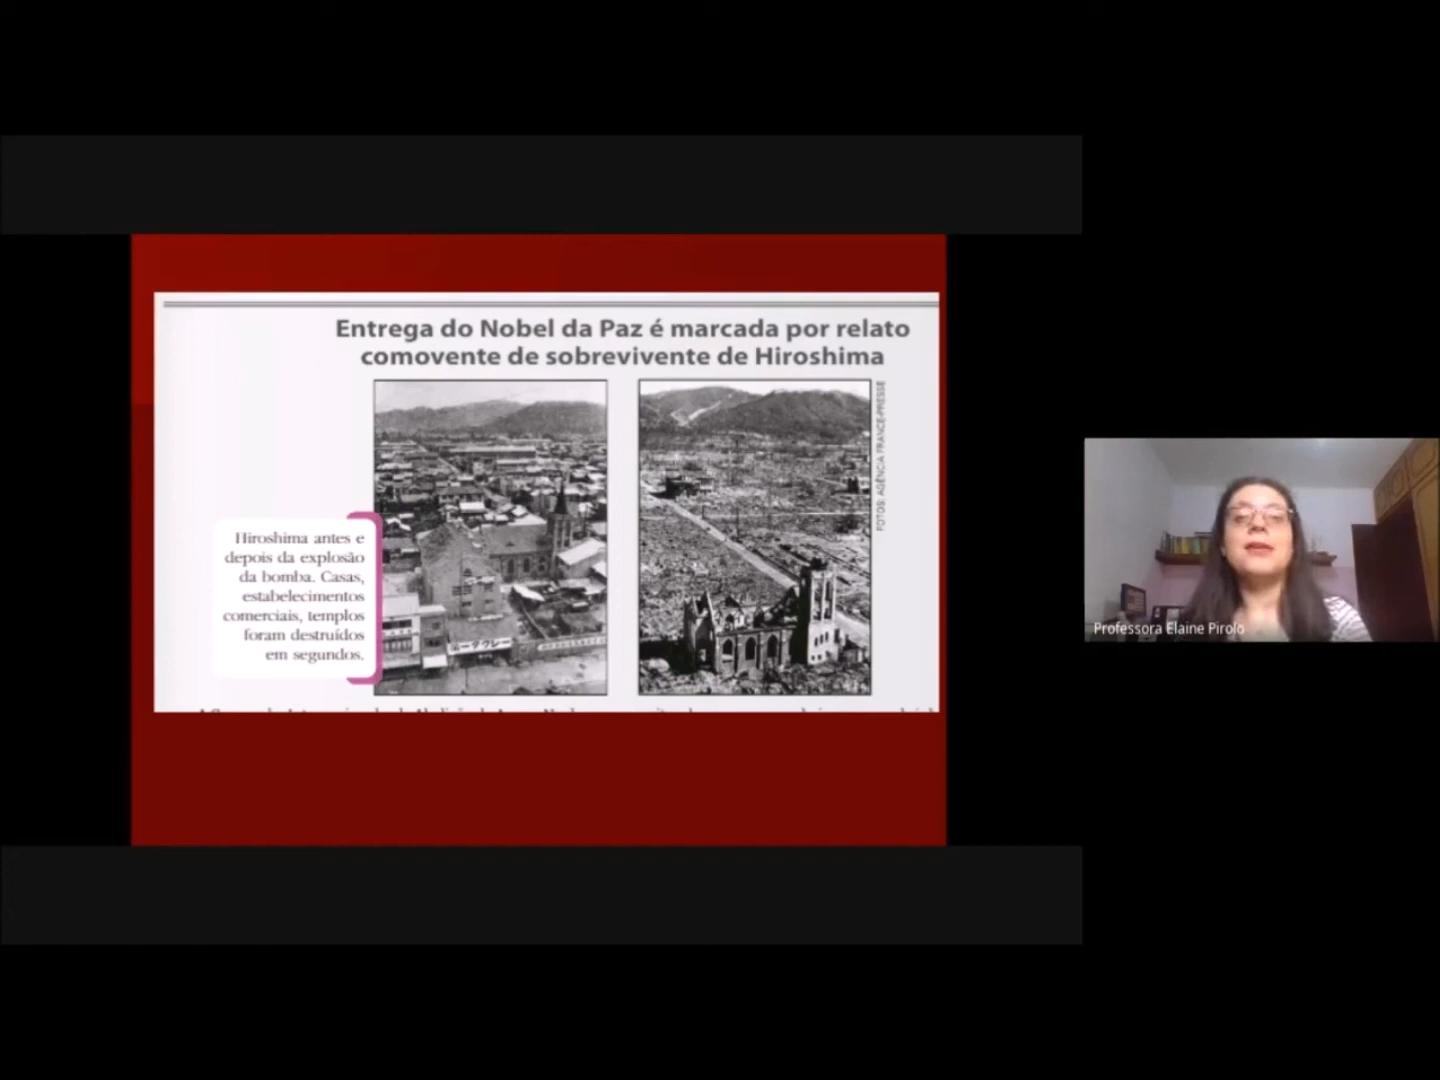 Entrega do Nobel da Paz é marcada por relato
comovente de sobrevivente de Hiroshima
FOTOS: AGÊNCIA FRANCE-PRESSE
Hiroshima antes e
depois da explosão
da bomba. Casas,
estabelecimentos
comerciais, templos
foram destruídos
em segundos.
Professora Elaine Pirolo